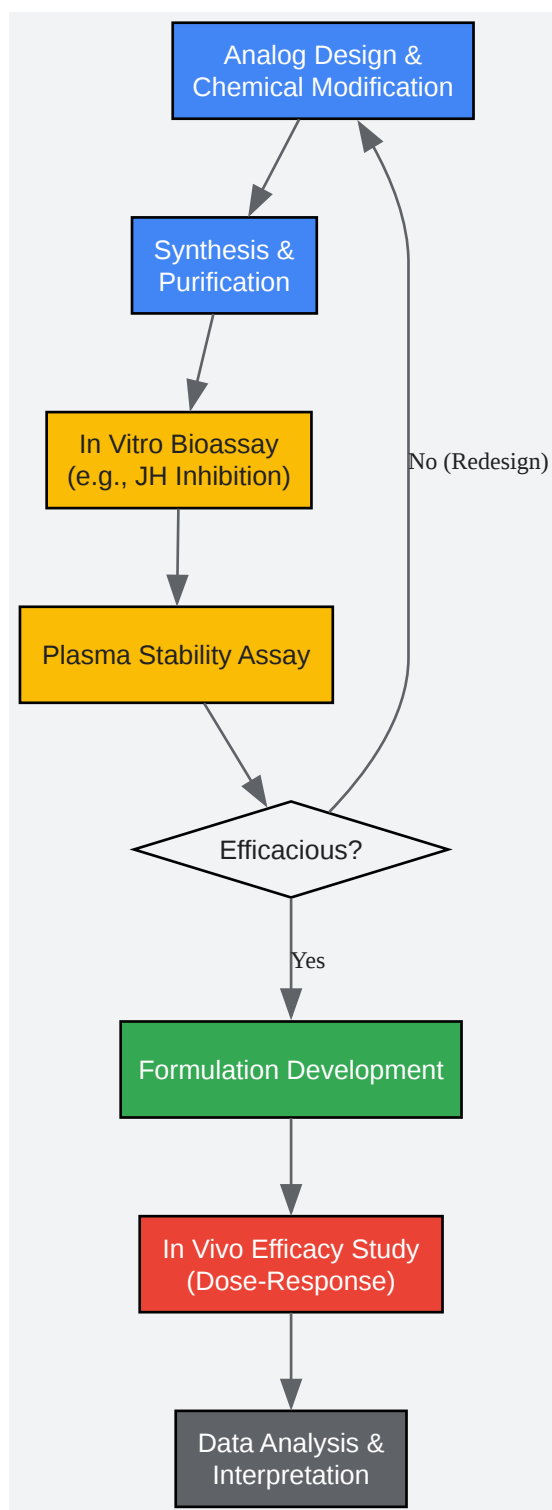 Analog Design &
Chemical Modification
Synthesis &
Purification
In Vitro Bioassay
(e.g., JH Inhibition)
No (Redesign)
Plasma Stability Assay
Efficacious?
Yes
Formulation Development
In Vivo Efficacy Study
(Dose-Response)
Data Analysis &
Interpretation